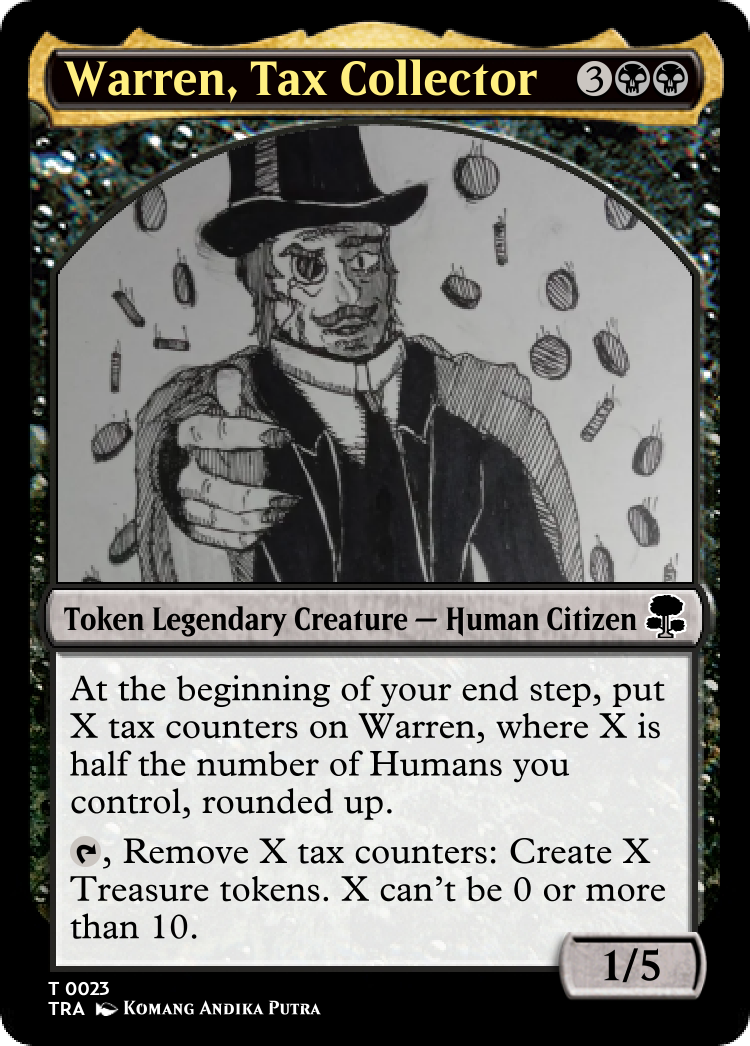 Warren, Tax Collector 3
Token Legendary Creature — Human Citizen
At the beginning of your end step, put
X tax counters on Warren, where X is
half the number of Humans you
control, rounded up.
, Remove X tax counters: Create X
Treasure tokens. X can't be 0 or more
than 10.
1/5
T 0023
TRA Komang Andika Putra